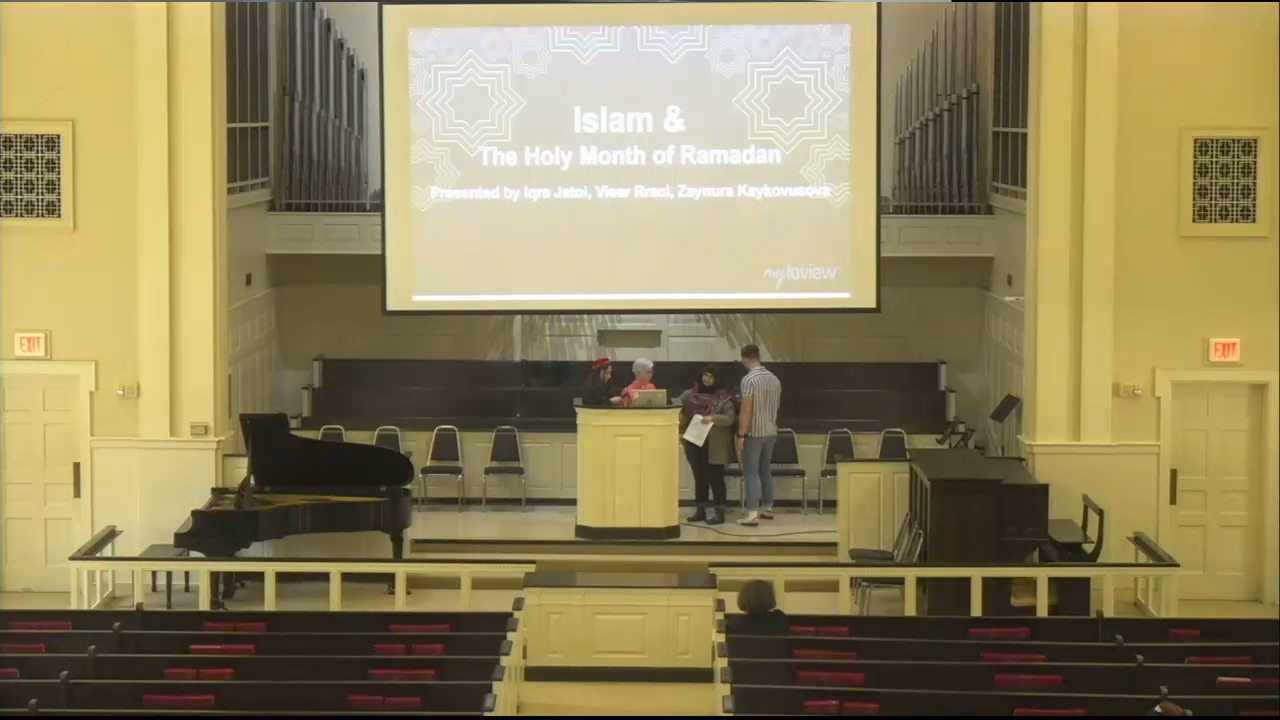 Islam &
The Holy Month of Ramadan
Presented by Iqra Jatoi, Visar Rraci, Zaynura Kaykovusova
myloview
EXIT
EXIT